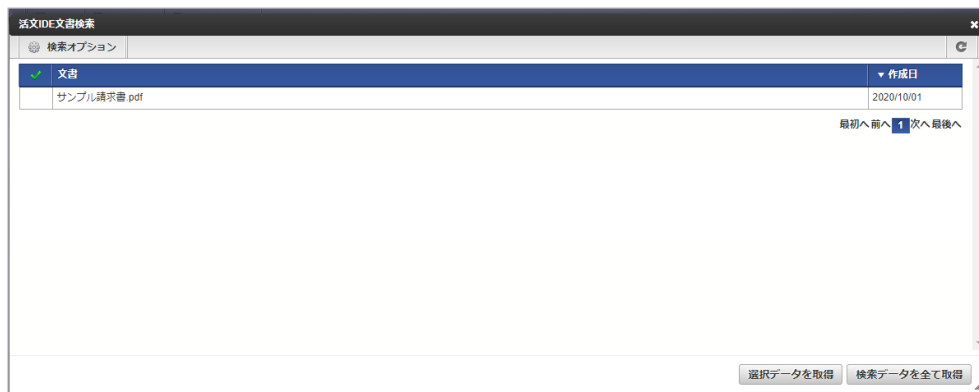 活文IDE文書検索
検索オプション
文書 ▼作成日
サンプル請求書.pdf 2020/10/01
最初へ 前へ 1 次へ 最後へ
選択データを取得 検索データを全て取得